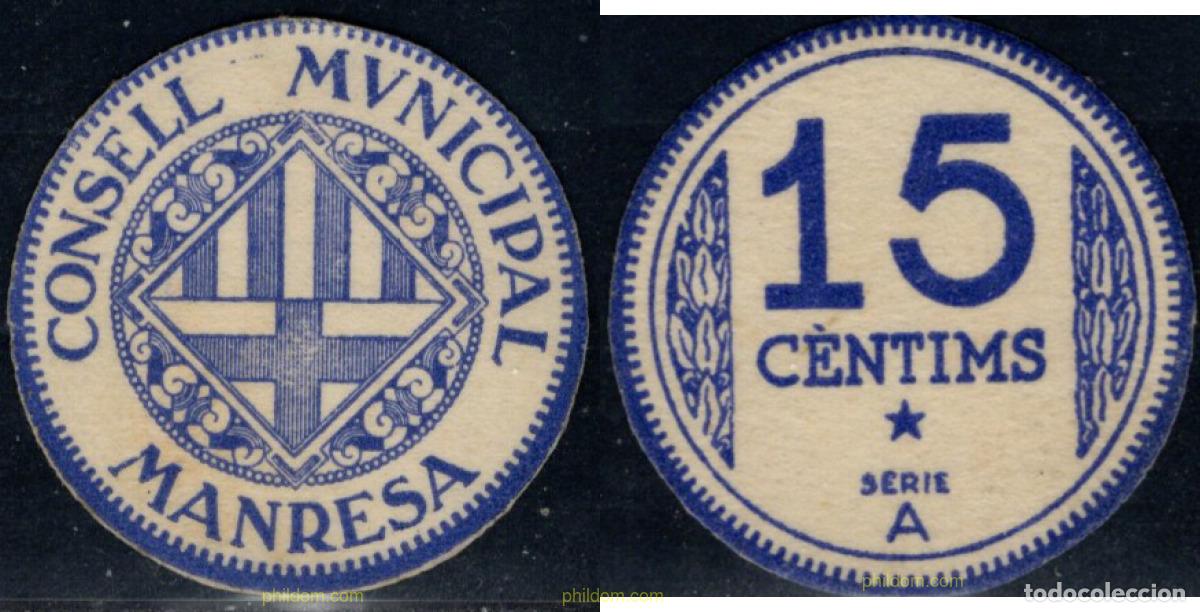 CONSELL MVNICIPAL
MANRESA
15
CÈNTIMS
SERIE
A
phildom.com
phildom.com
phildom.com
todocoleccion